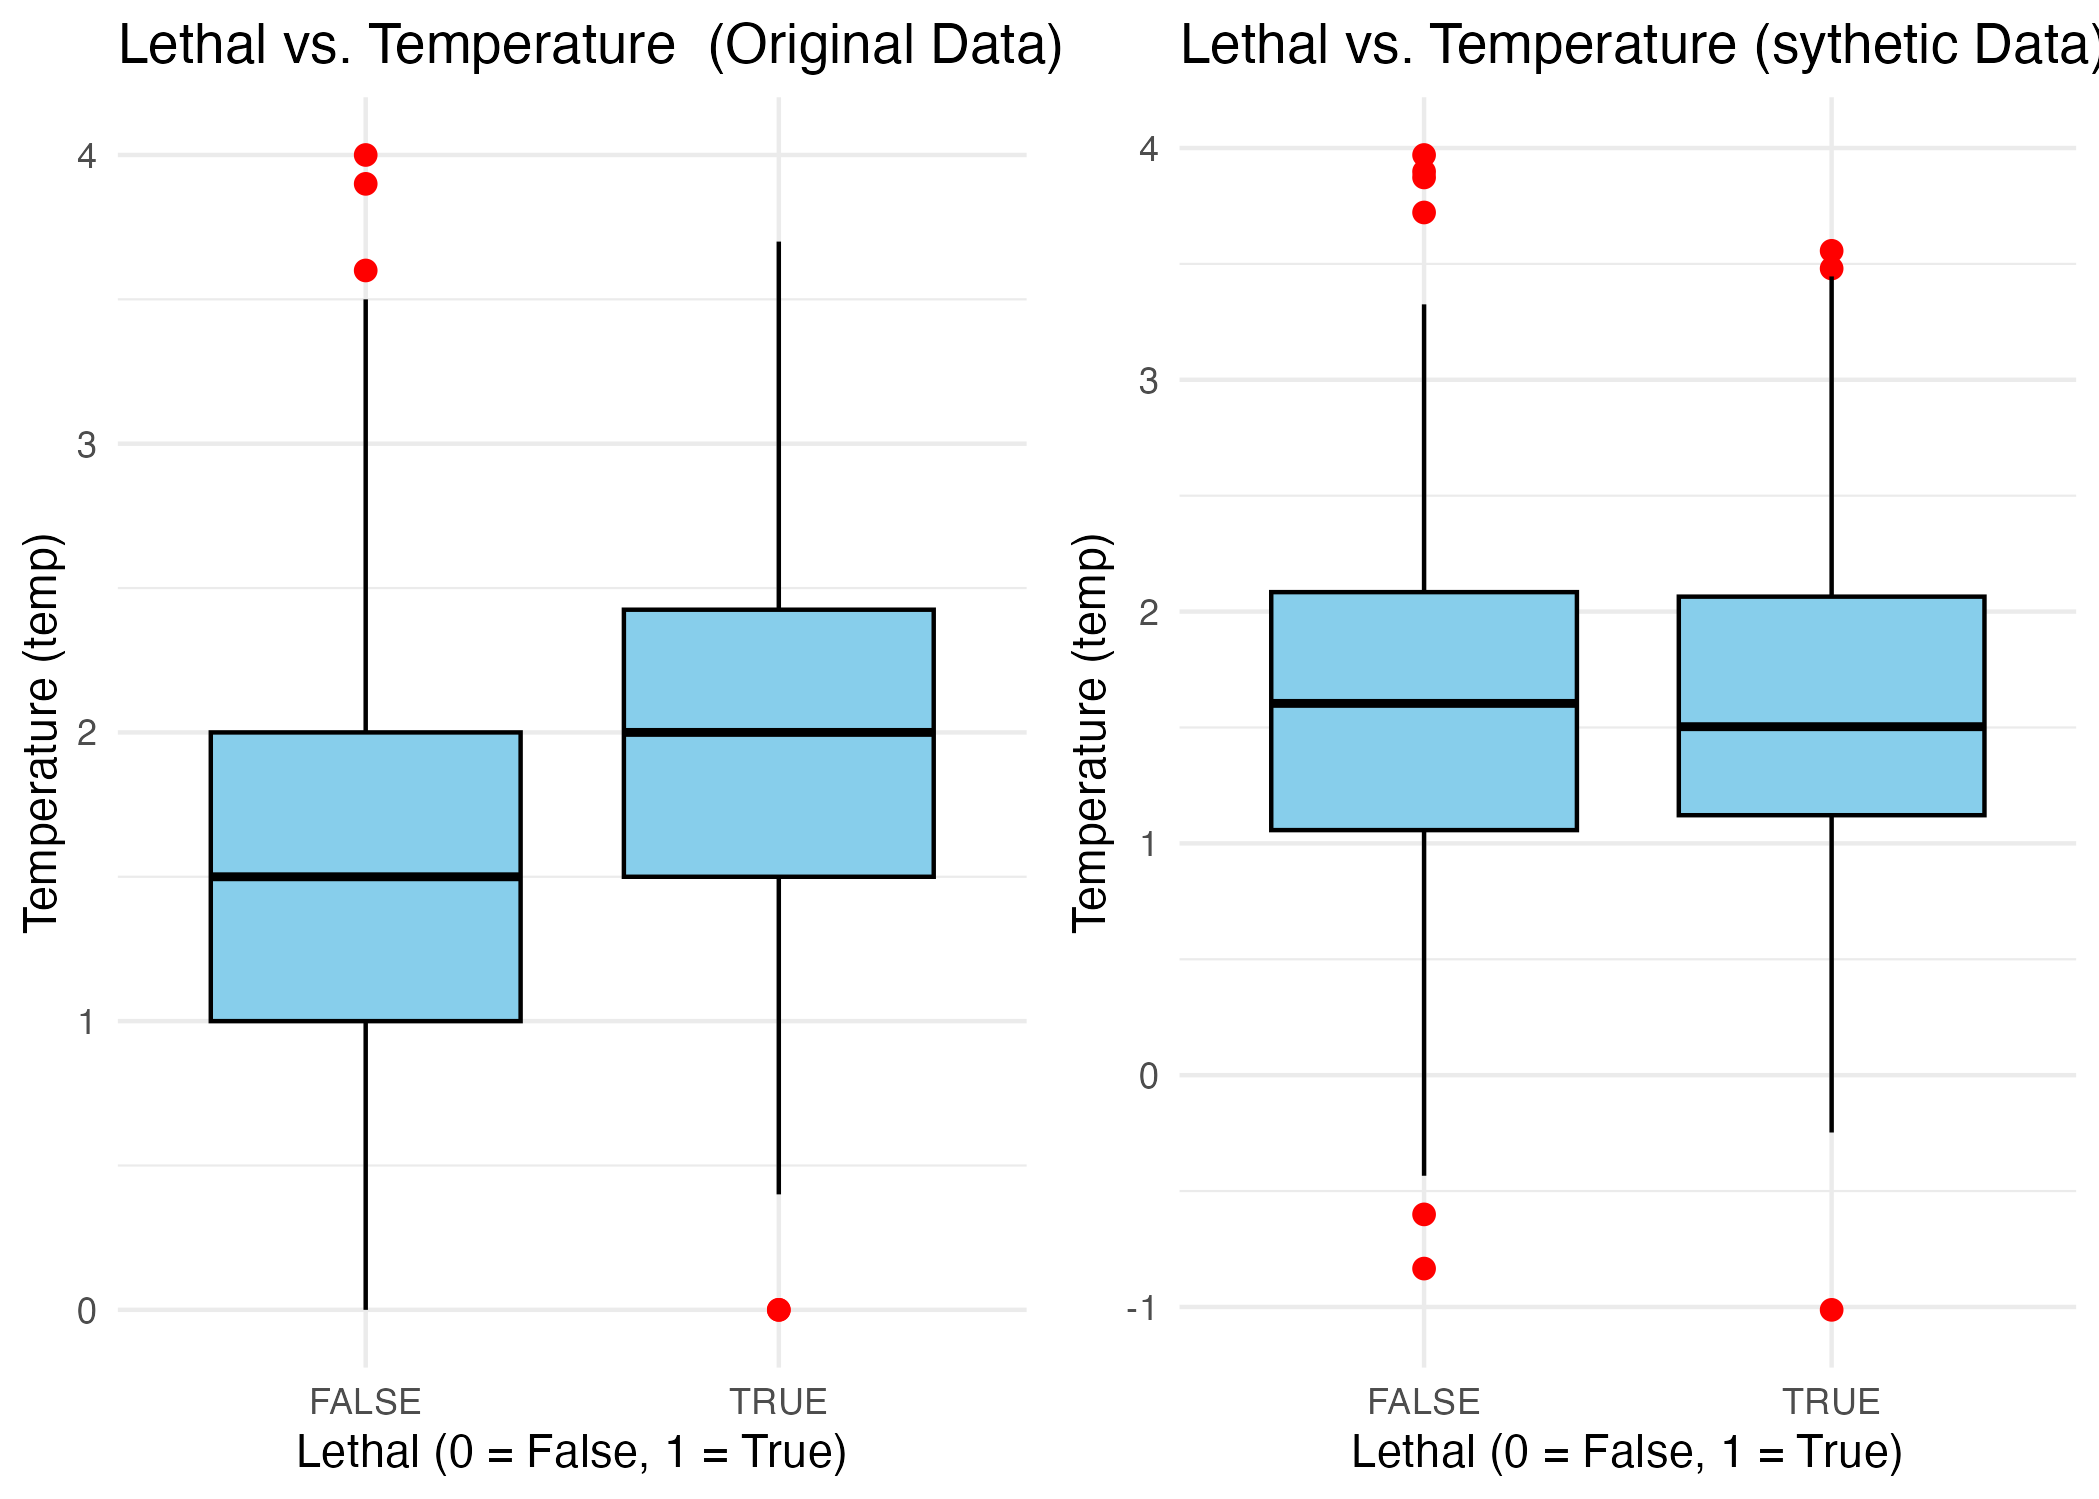 Lethal vs. Temperature  (Original Data)
Temperature (temp)
4
3
2
1
0
FALSE TRUE
Lethal (0 = False, 1 = True)
Lethal vs. Temperature (sythetic Data)
Temperature (temp)
4
3
2
1
0
-1
FALSE TRUE
Lethal (0 = False, 1 = True)